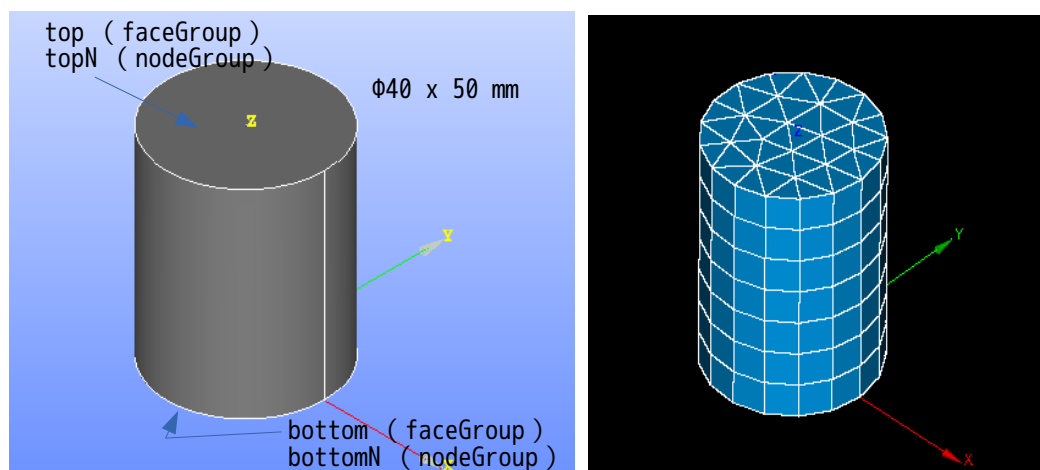 top (faceGroup)
topN (nodeGroup)
Φ40 x 50 mm
Z
Y
bottom (faceGroup)
bottomN (nodeGroup)
Z
Y
X